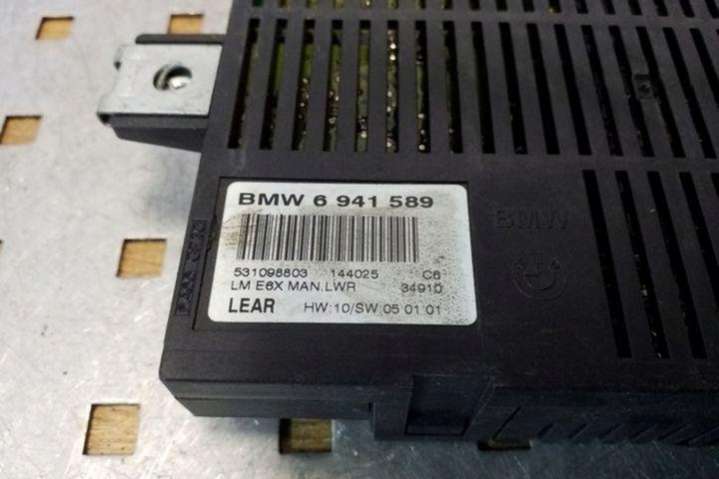 BMW 6 941 589
531098803 144025 C6
LM E6X MAN.LWR 34910
LEAR HW:10/SW:05 01 01
BMW